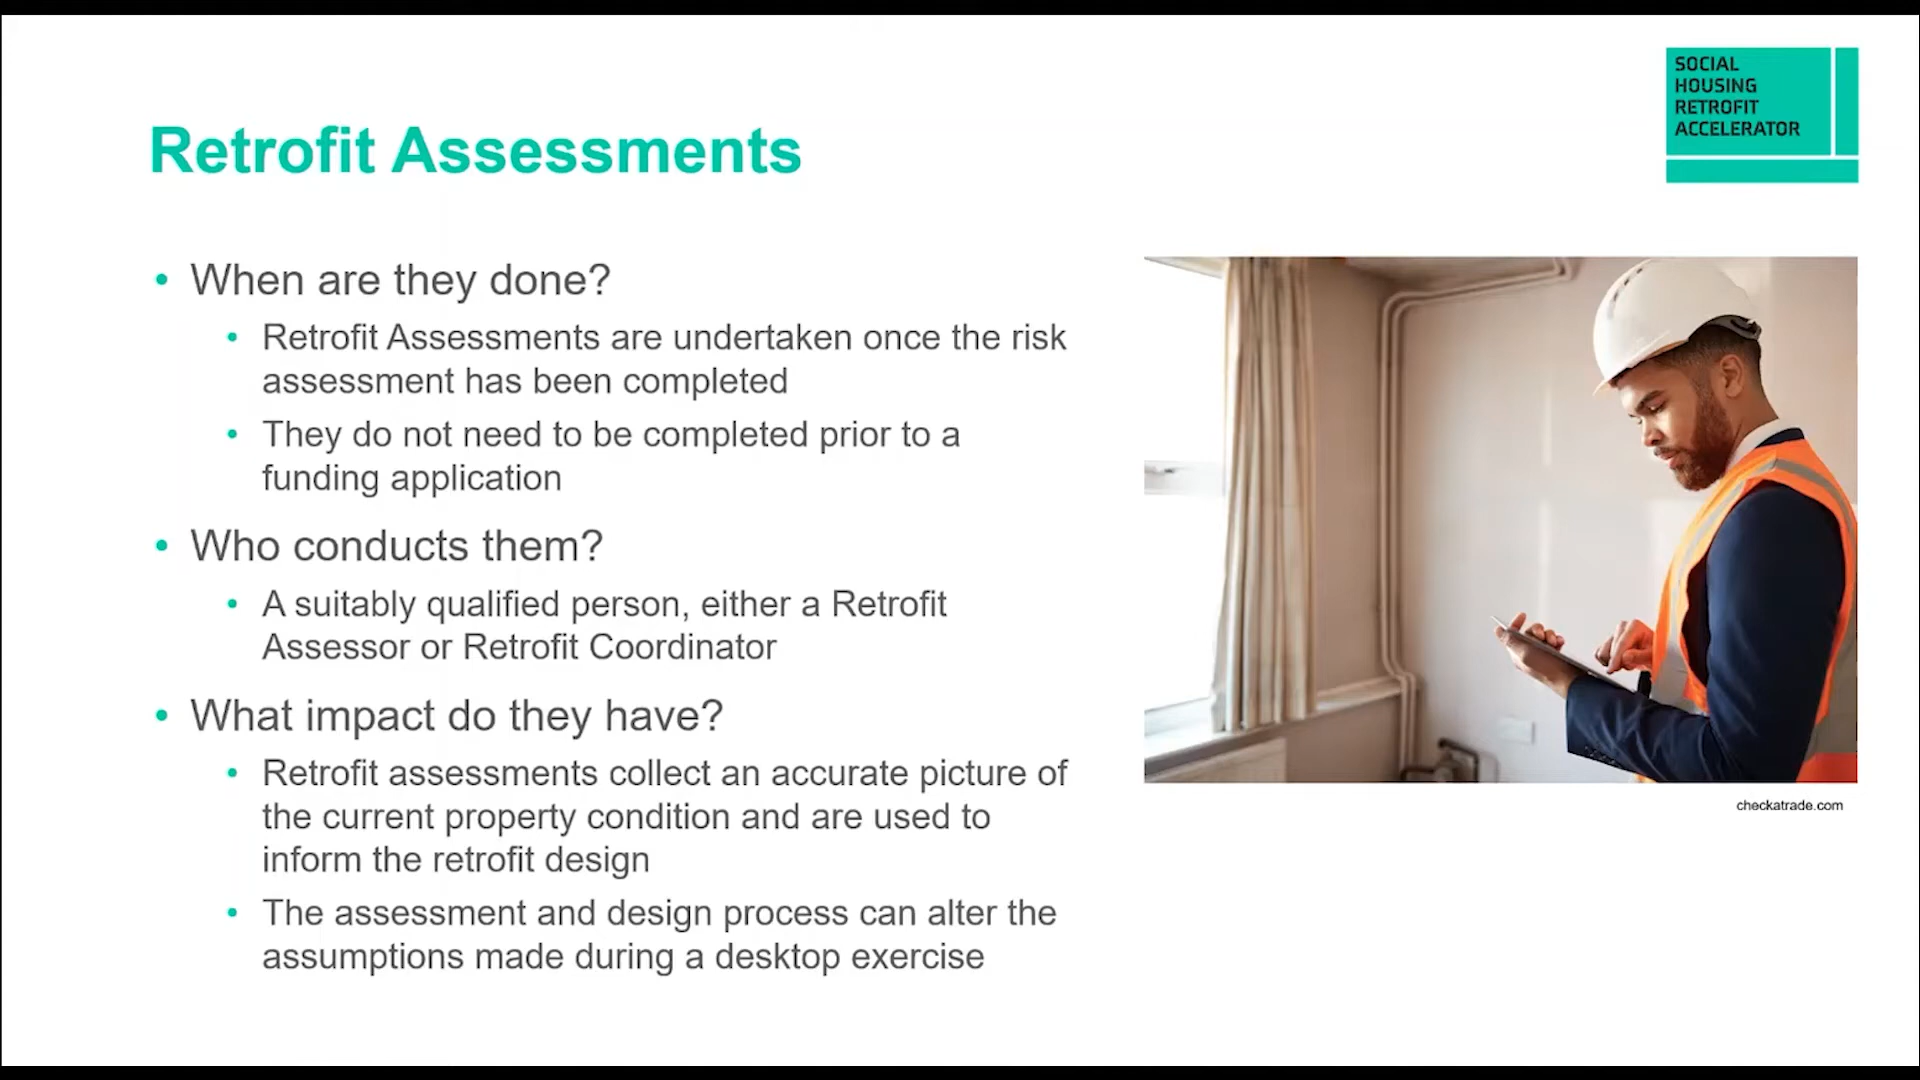 SOCIAL
HOUSING
RETROFIT
ACCELERATOR
Retrofit Assessments
• When are they done?
• Retrofit Assessments are undertaken once the risk
assessment has been completed
• They do not need to be completed prior to a
funding application
• Who conducts them?
• A suitably qualified person, either a Retrofit
Assessor or Retrofit Coordinator
• What impact do they have?
• Retrofit assessments collect an accurate picture of
the current property condition and are used to
inform the retrofit design
• The assessment and design process can alter the
assumptions made during a desktop exercise
checkatrade.com